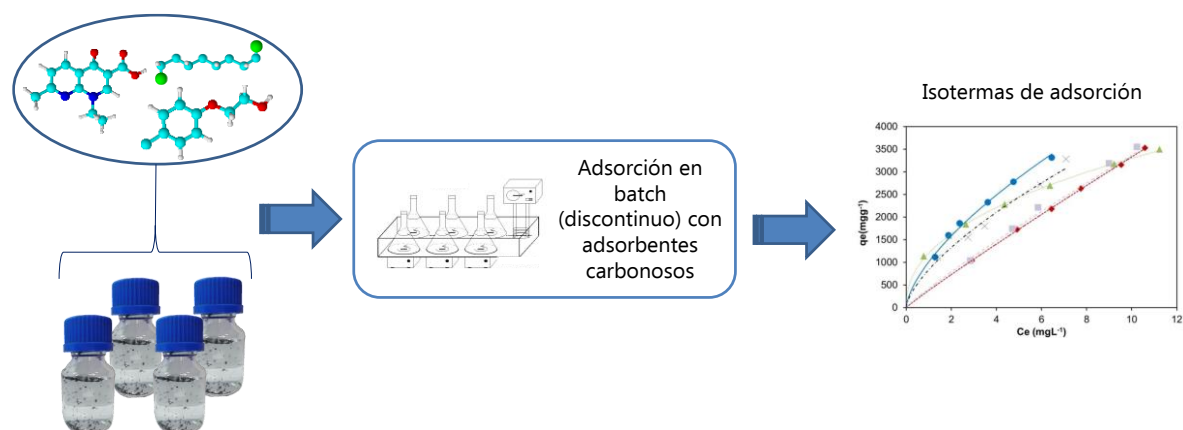 Adsorción en
batch
(discontinuo) con
adsorbentes
carbonosos
Isotermas de adsorción
4000
3500
3000
2500
2000
1500
1000
500
0
qe(mgg⁻¹)
0 2 4 6 8 10 12
Ce (mgL⁻¹)